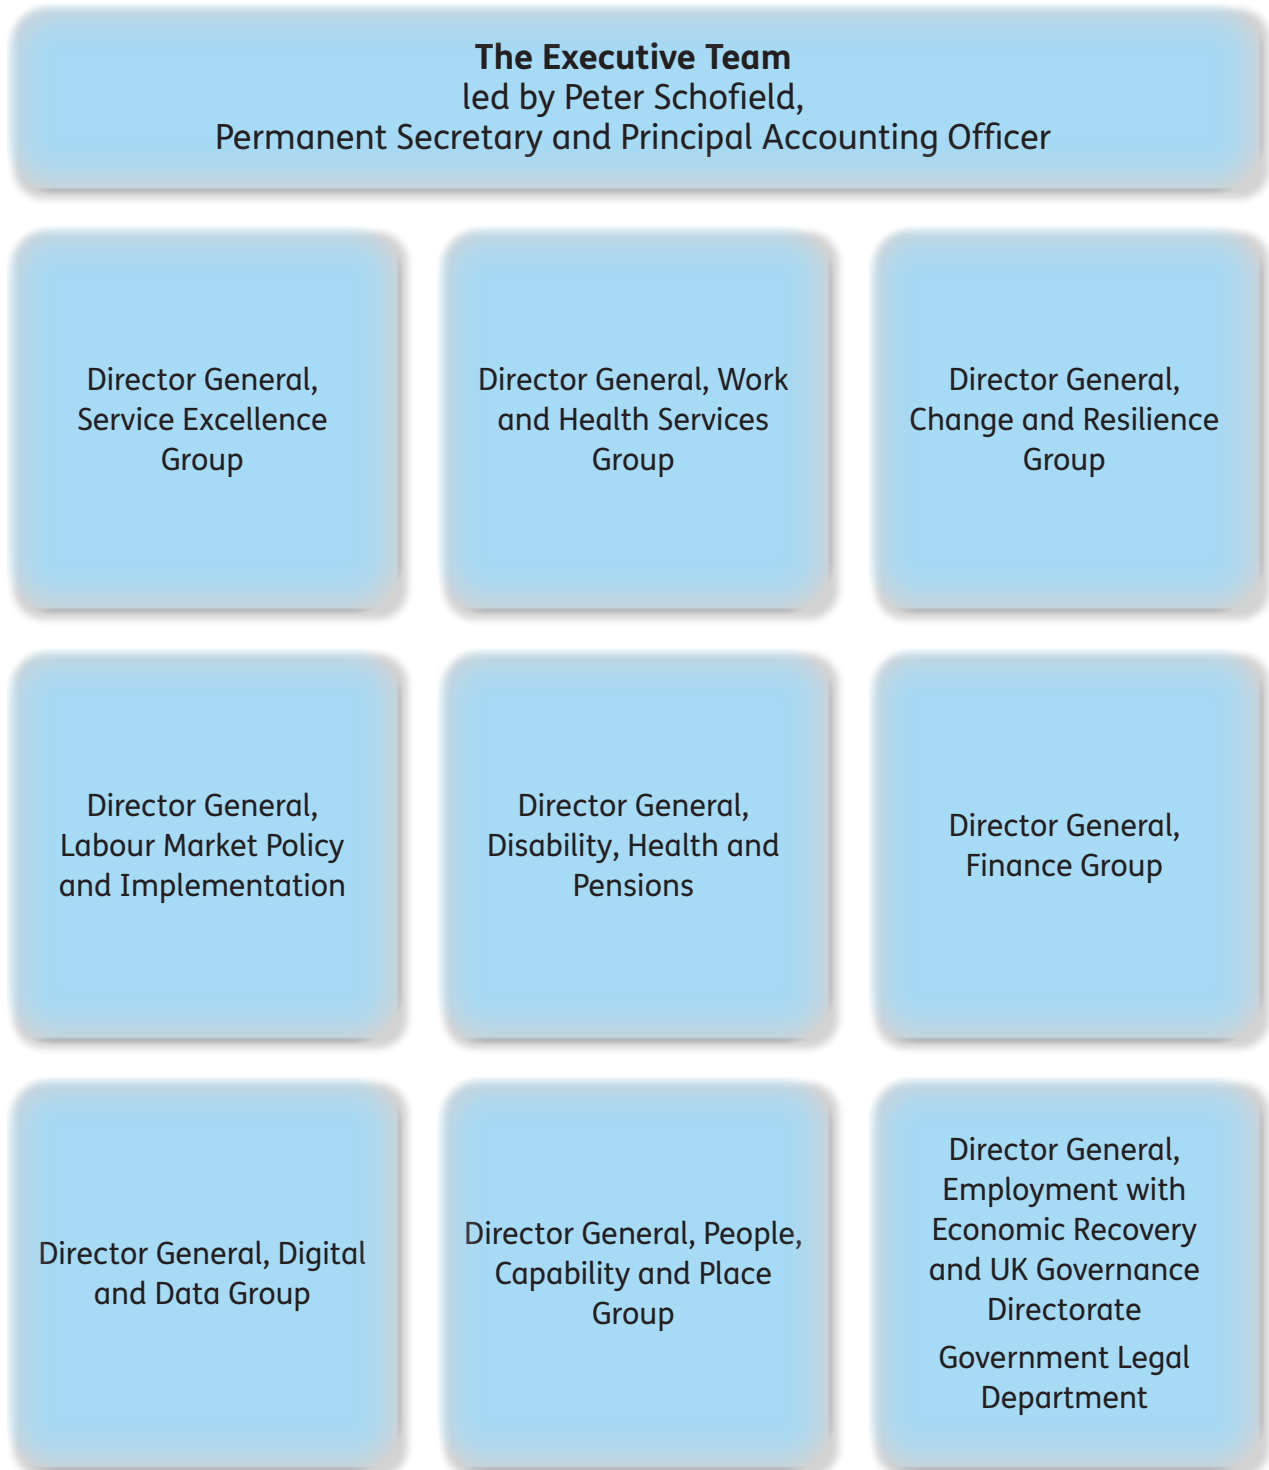 The Executive Team
led by Peter Schofield,
Permanent Secretary and Principal Accounting Officer
Director General,
Service Excellence
Group
Director General, Work
and Health Services
Group
Director General,
Change and Resilience
Group
Director General,
Labour Market Policy
and Implementation
Director General,
Disability, Health and
Pensions
Director General,
Finance Group
Director General, Digital
and Data Group
Director General, People,
Capability and Place
Group
Director General,
Employment with
Economic Recovery
and UK Governance
Directorate
Government Legal
Department